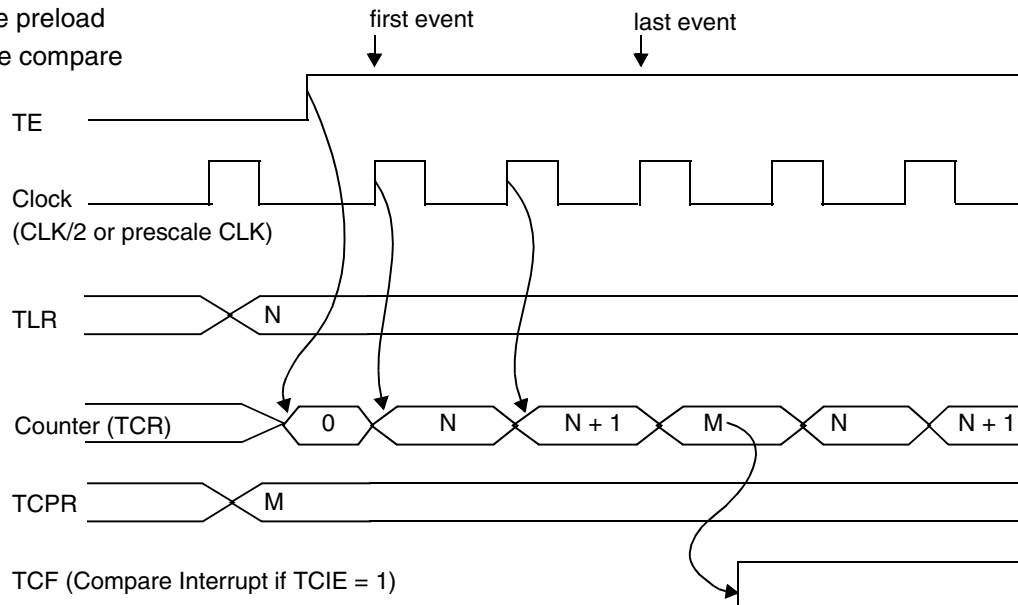 e preload
first event
last event
e compare
TE
Clock
(CLK/2 or prescale CLK)
TLR
N
Counter (TCR)
0
N
N + 1
M
N
N + 1
TCPR
M
TCF (Compare Interrupt if TCIE = 1)